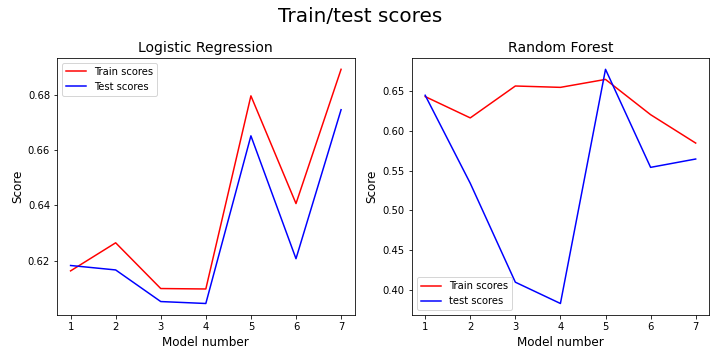 Train/test scores
Logistic Regression
Train scores
Test scores
0.68
0.66
0.64
0.62
Score
1 2 3 4 5 6 7
Model number
Random Forest
0.65
0.60
0.55
0.50
0.45
0.40
Score
Train scores
test scores
1 2 3 4 5 6 7
Model number